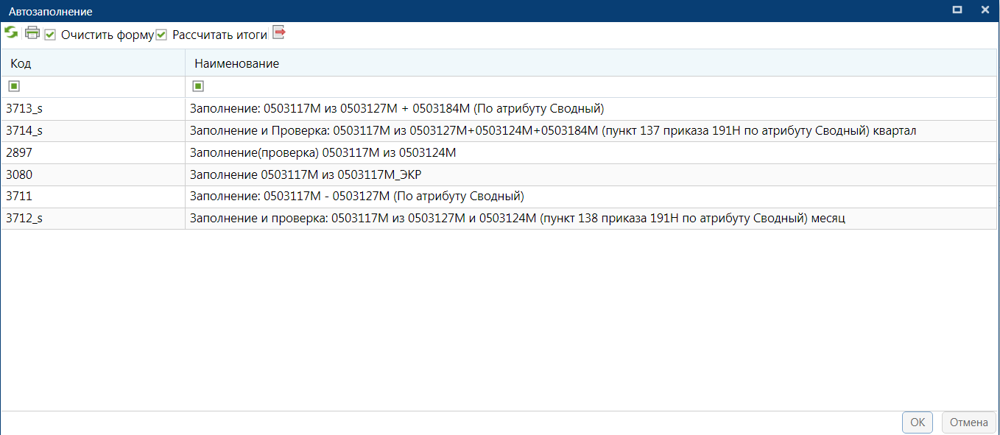 Автозаполнение
Очистить форму Рассчитать итоги
Код Наименование
3713_s Заполнение: 0503117М из 0503127М + 0503184М (По атрибуту Сводный)
3714_s Заполнение и Проверка: 0503117М из 0503127М+0503124М+0503184М (пункт 137 приказа 191Н по атрибуту Сводный) квартал
2897 Заполнение(проверка) 0503117М из 0503124М
3080 Заполнение 0503117М из 0503117М_ЭКР
3711 Заполнение: 0503117М - 0503127М (По атрибуту Сводный)
3712_s Заполнение и проверка: 0503117М из 0503127М и 0503124М (пункт 138 приказа 191Н по атрибуту Сводный) месяц
ОК Отмена